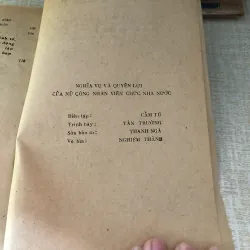 NGHĨA VỤ VÀ QUYỀN LỢI
CỦA NỮ CÔNG NHÂN VIÊN CHỨC NHÀ NƯỚC
Biên tập: CẨM TÚ
Trình bày: TẤN TRƯỜNG
Sửa bản in: THANH NGÀ
Vẽ bìa: NGHIÊM THÀNH